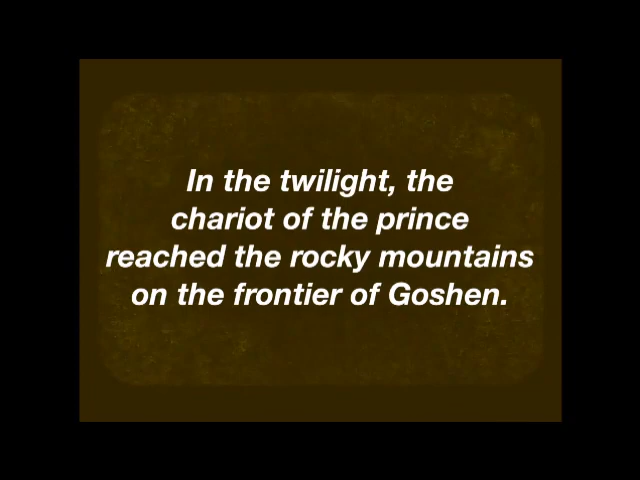 In the twilight, the
chariot of the prince
reached the rocky mountains
on the frontier of Goshen.